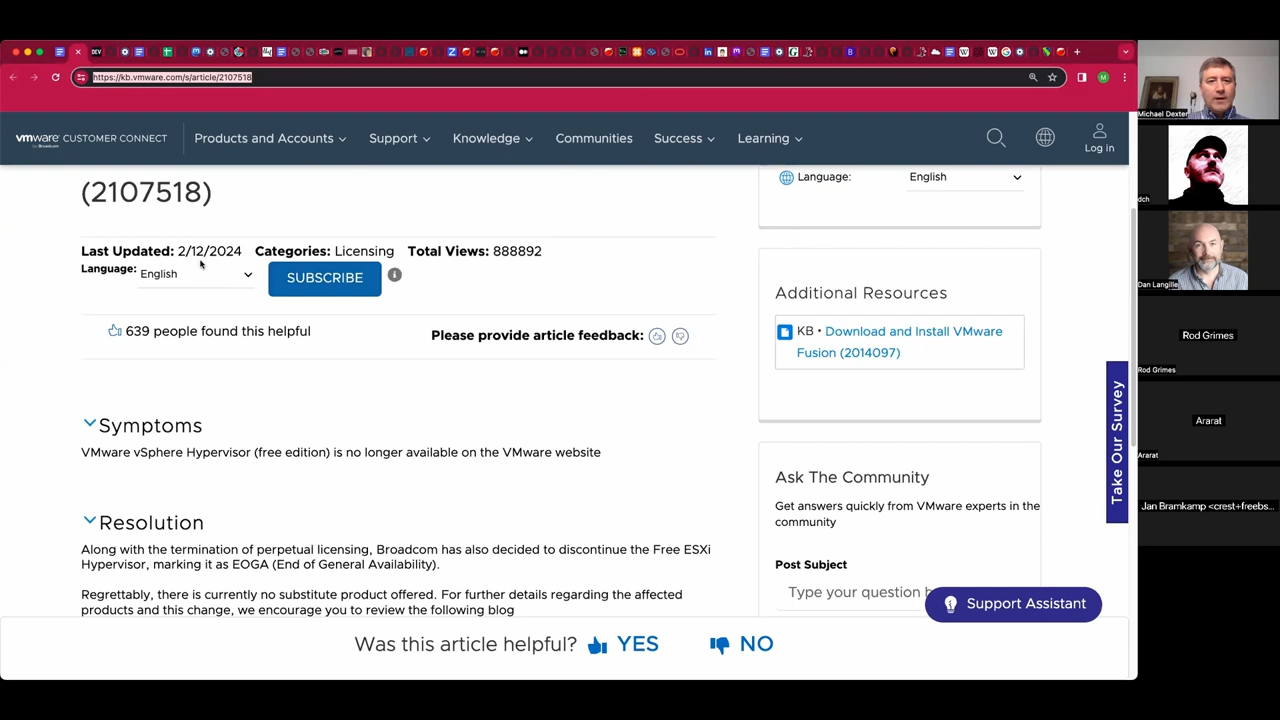 https://kb.vmware.com/s/article/2107518
vmware CUSTOMER CONNECT
by Broadcom
Products and Accounts
Support
Knowledge
Communities
Success
Learning
Log in
(2107518)
Language:
English
Last Updated: 2/12/2024 Categories: Licensing Total Views: 888892
Language: English
SUBSCRIBE
639 people found this helpful
Please provide article feedback:
Symptoms
VMware vSphere Hypervisor (free edition) is no longer available on the VMware website
Resolution
Along with the termination of perpetual licensing, Broadcom has also decided to discontinue the Free ESXi
Hypervisor, marking it as EOGA (End of General Availability).
Regrettably, there is currently no substitute product offered. For further details regarding the affected
products and this change, we encourage you to review the following blog
Additional Resources
KB • Download and Install VMware
Fusion (2014097)
Ask The Community
Get answers quickly from VMware experts in the
community
Post Subject
Type your question
Take Our Survey
Support Assistant
Was this article helpful? YES NO
Michael Dexter
dch
Dan Langille
Rod Grimes
Rod Grimes
Ararat
Ararat
Jan Bramkamp <crest+freebs...